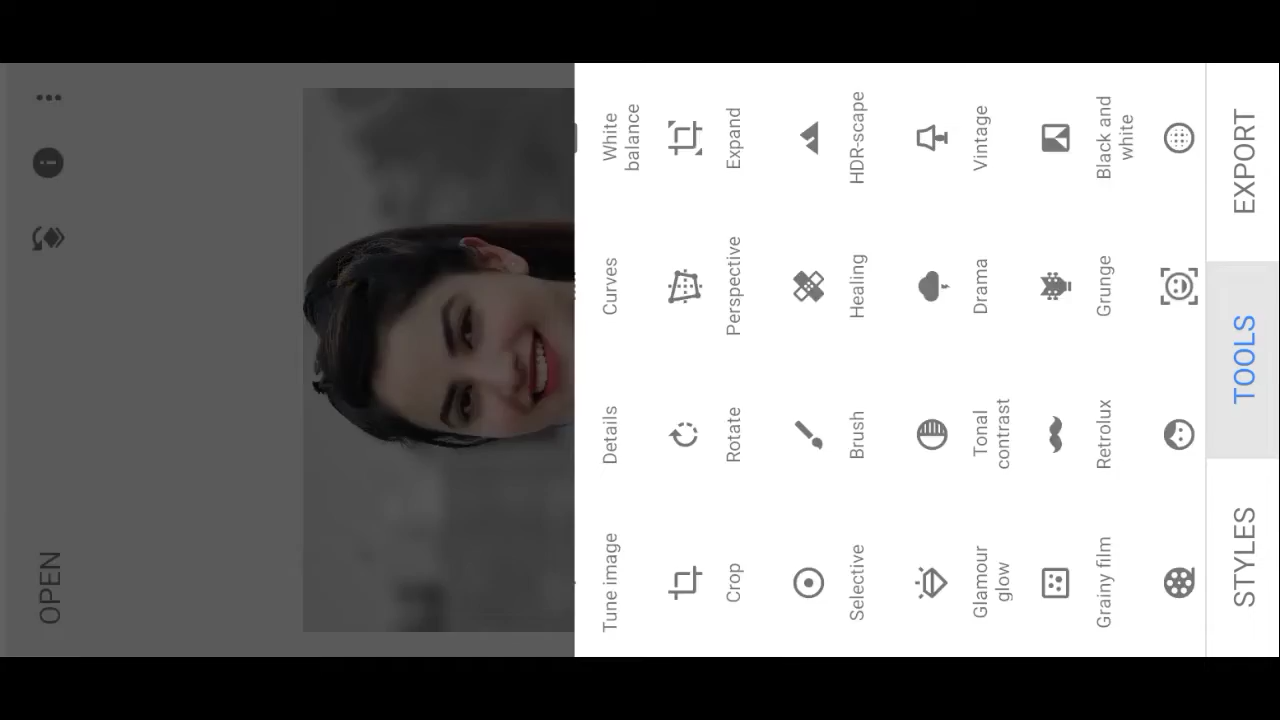 OPEN
Tune image
Details
Curves
White
balance
Crop
Rotate
Perspective
Expand
Selective
Brush
Healing
HDR-scape
Glamour
glow
Tonal
contrast
Drama
Vintage
Grainy film
Retrolux
Grunge
Black and
white
STYLES
TOOLS
EXPORT